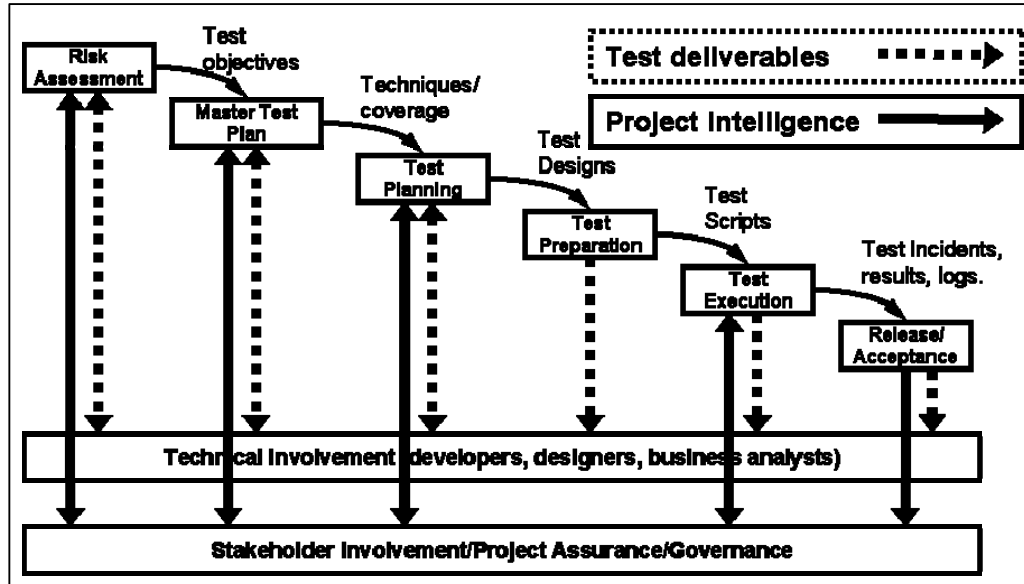 Risk
Assessment
Test
objectives
Master Test
Plan
Techniques/
coverage
Test
Planning
Test
Designs
Test
Preparation
Test
Scripts
Test
Execution
Test Incidents,
results, logs.
Release/
Acceptance
Test deliverables
Project Intelligence
Technical Involvement (developers, designers, business analysts)
Stakeholder Involvement/Project Assurance/Governance